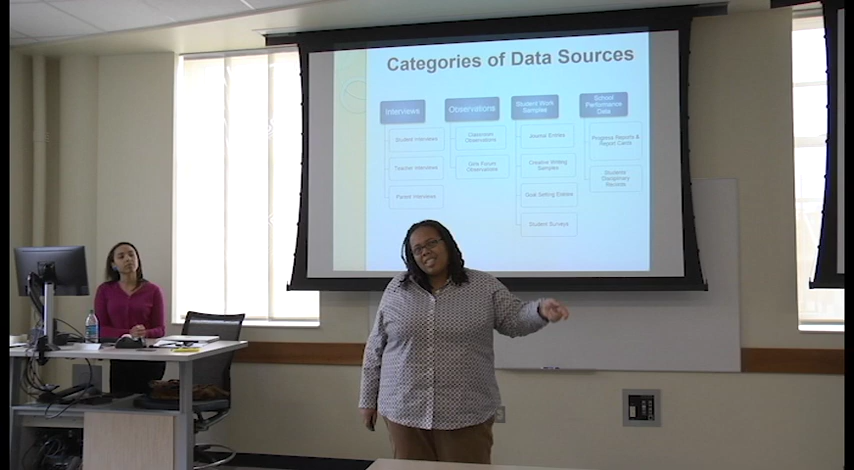 Categories of Data Sources
Interviews
Student Interviews
Teacher Interviews
Parent Interviews
Observations
Classroom
Observations
Girls Forum
Observations
Student Work
Samples
Journal Entries
Creative Writing
Samples
Goal Setting Entries
Student Surveys
School
Performance
Data
Progress Reports &
Report Cards
Students
Disciplinary
Records